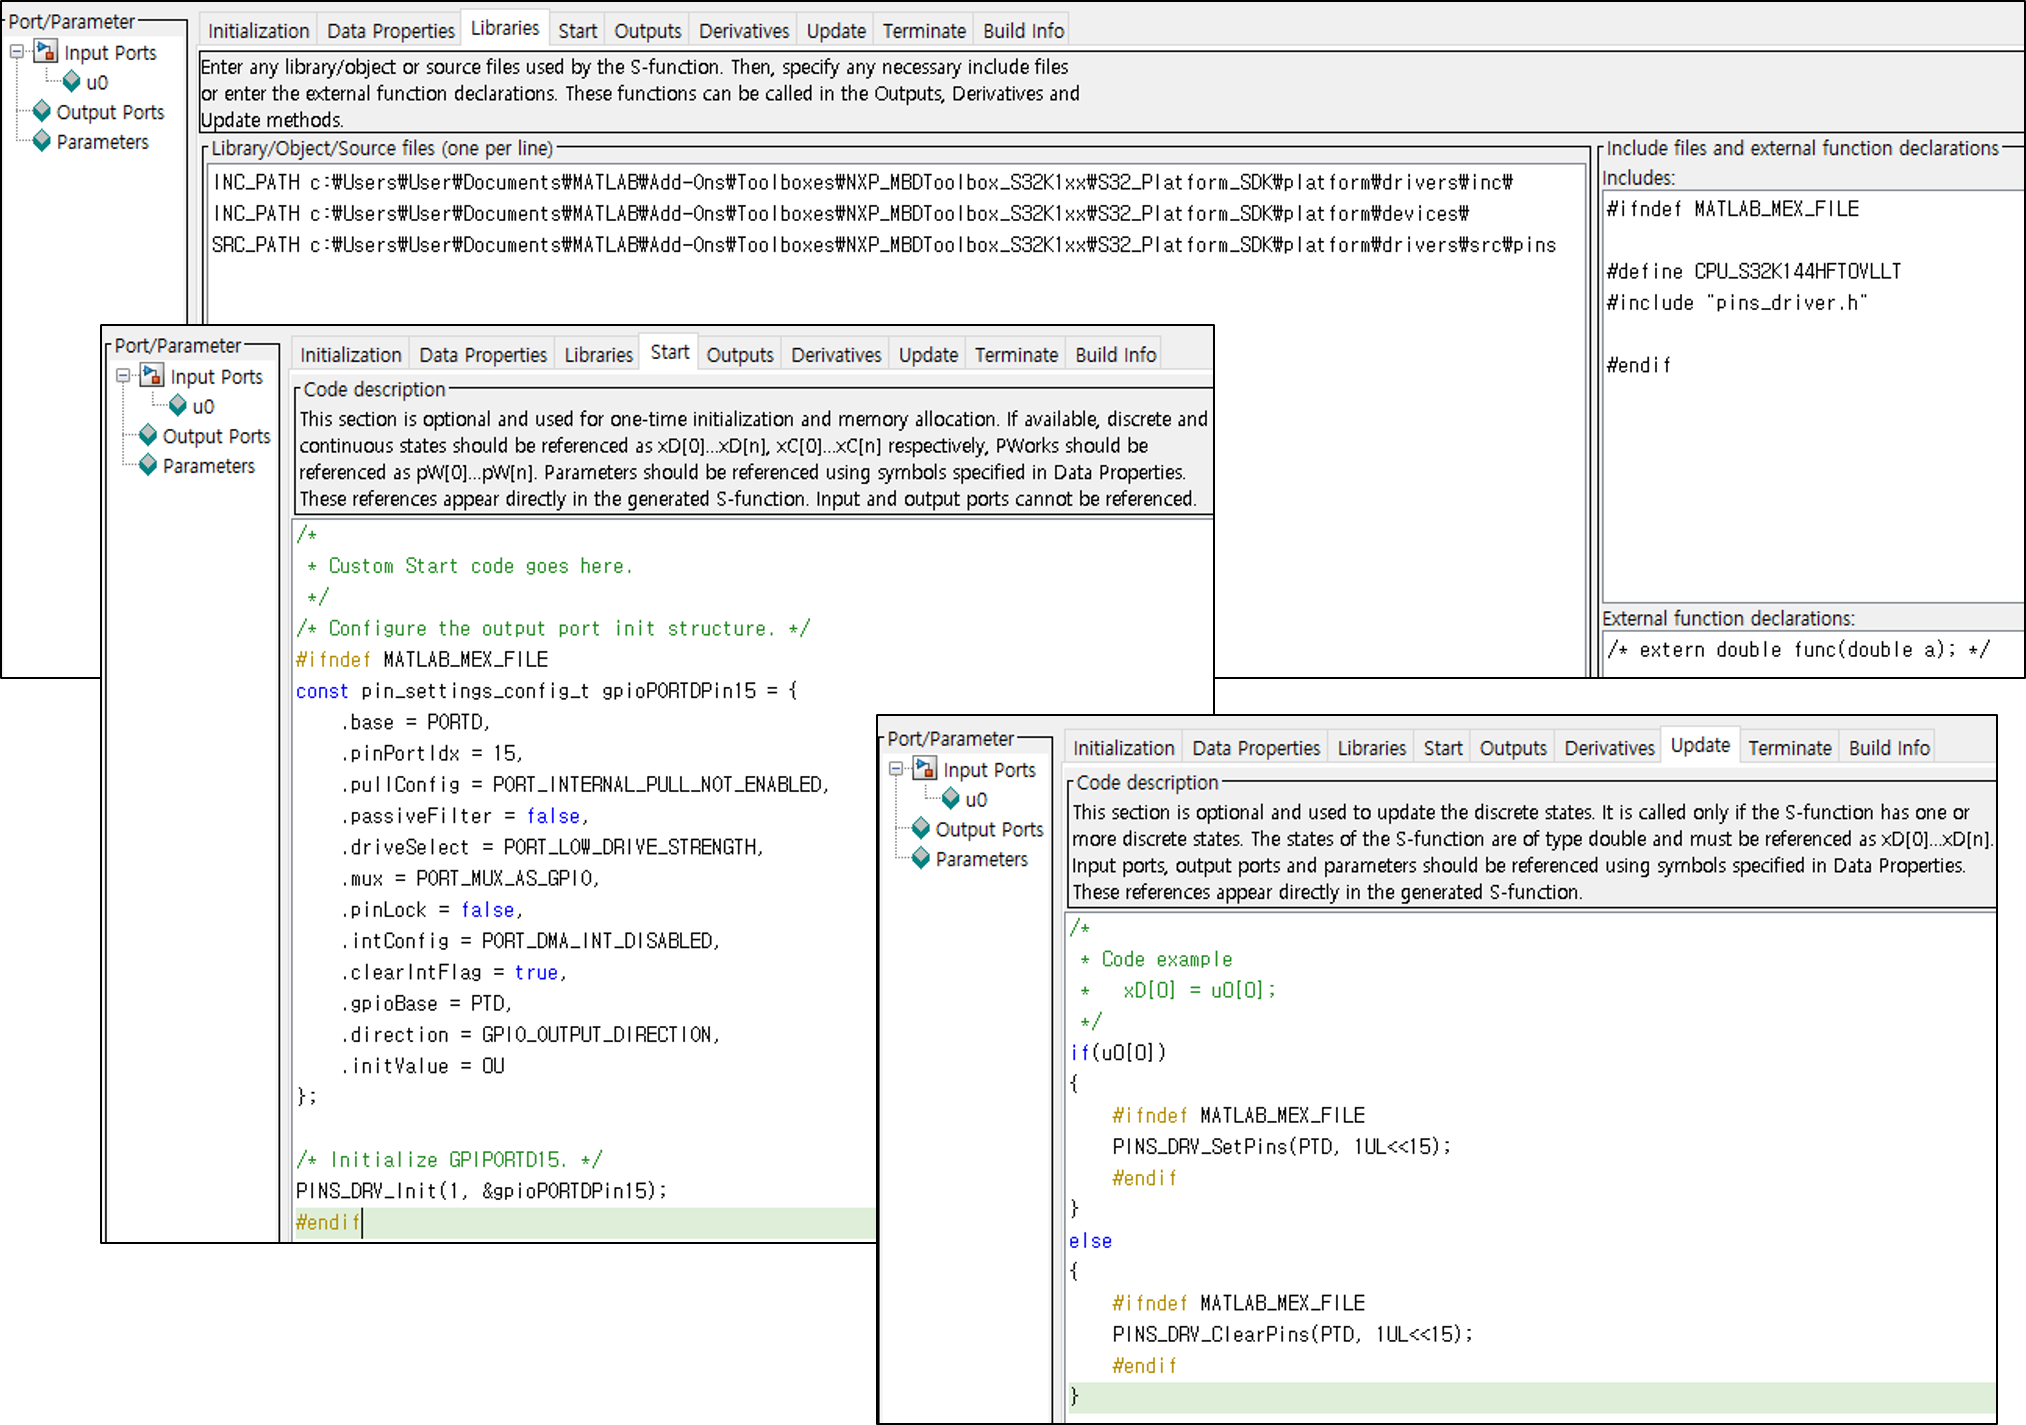 Port/Parameter
Input Ports
u0
Output Ports
Parameters
Initialization Data Properties Libraries Start Outputs Derivatives Update Terminate Build Info
Enter any library/object or source files used by the S-function. Then, specify any necessary include files
or enter the external function declarations. These functions can be called in the Outputs, Derivatives and
Update methods.
Library/Object/Source files (one per line)
INC_PATH c:₩Users₩User₩Documents₩MATLAB₩Add-Ons₩Toolboxes₩NXP_MBDToolbox_S32K1xx₩S32_Platform_SDK₩platform₩drivers₩inc₩
INC_PATH c:₩Users₩User₩Documents₩MATLAB₩Add-Ons₩Toolboxes₩NXP_MBDToolbox_S32K1xx₩S32_Platform_SDK₩platform₩devices₩
SRC_PATH c:₩Users₩User₩Documents₩MATLAB₩Add-Ons₩Toolboxes₩NXP_MBDToolbox_S32K1xx₩S32_Platform_SDK₩platform₩drivers₩src₩pins
Include files and external function declarations
Includes:
#ifndef MATLAB_MEX_FILE
#define CPU_S32K144HFT0VLLT
#include "pins_driver.h"
#endif
External function declarations:
/* extern double func(double a); */
Port/Parameter
Input Ports
u0
Output Ports
Parameters
Initialization Data Properties Libraries Start Outputs Derivatives Update Terminate Build Info
Code description
This section is optional and used for one-time initialization and memory allocation. If available, discrete and
continuous states should be referenced as xD[0]...xD[n], xC[0]...xC[n] respectively, PWorks should be
referenced as pW[0]...pW[n]. Parameters should be referenced using symbols specified in Data Properties.
These references appear directly in the generated S-function. Input and output ports cannot be referenced.
/*
* Custom Start code goes here.
*/
/* Configure the output port init structure. */
#ifndef MATLAB_MEX_FILE
const pin_settings_config_t gpioPORTDPin15 = {
.base = PORTD,
.pinPortIdx = 15,
.pullConfig = PORT_INTERNAL_PULL_NOT_ENABLED,
.passiveFilter = false,
.driveSelect = PORT_LOW_DRIVE_STRENGTH,
.mux = PORT_MUX_AS_GPIO,
.pinLock = false,
.intConfig = PORT_DMA_INT_DISABLED,
.clearIntFlag = true,
.gpioBase = PTD,
.direction = GPIO_OUTPUT_DIRECTION,
.initValue = 0U
};
/* Initialize GPIPORTD15. */
PINS_DRV_Init(1, &gpioPORTDPin15);
#endif
Port/Parameter
Input Ports
u0
Output Ports
Parameters
Initialization Data Properties Libraries Start Outputs Derivatives Update Terminate Build Info
Code description
This section is optional and used to update the discrete states. It is called only if the S-function has one or
more discrete states. The states of the S-function are of type double and must be referenced as xD[0]...xD[n].
Input ports, output ports and parameters should be referenced using symbols specified in Data Properties.
These references appear directly in the generated S-function.
/*
* Code example
* xD[0] = u0[0];
*/
if(u0[0])
{
#ifndef MATLAB_MEX_FILE
PINS_DRV_SetPins(PTD, 1UL<<15);
#endif
}
else
{
#ifndef MATLAB_MEX_FILE
PINS_DRV_ClearPins(PTD, 1UL<<15);
#endif
}